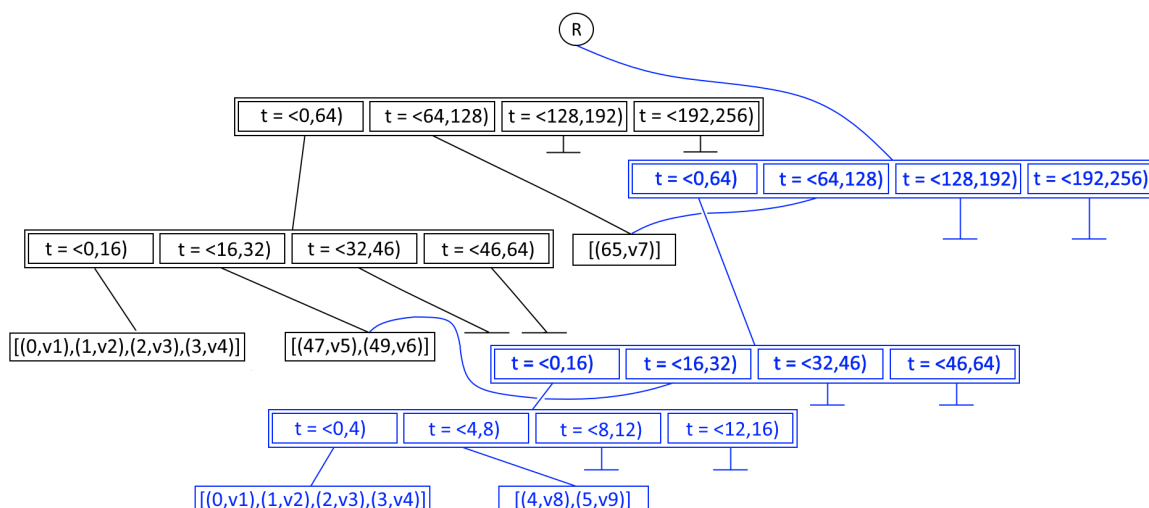 R
t = <0,64) t = <64,128) t = <128,192) t = <192,256)
t = <0,64) t = <64,128) t = <128,192) t = <192,256)
t = <0,16) t = <16,32) t = <32,46) t = <46,64)
[(65,v7)]
[(0,v1),(1,v2),(2,v3),(3,v4)] [(47,v5),(49,v6)]
t = <0,16) t = <16,32) t = <32,46) t = <46,64)
t = <0,4) t = <4,8) t = <8,12) t = <12,16)
[(0,v1),(1,v2),(2,v3),(3,v4)] [(4,v8),(5,v9)]